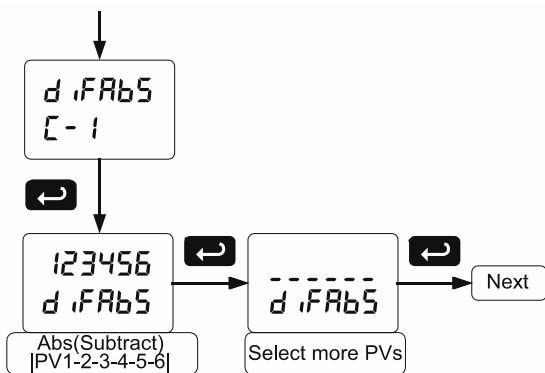 d iFAbS
C-1
123456
d iFAbS
Abs(Subtract)
|PV1-2-3-4-5-6|
_ _ _ _ _ _
d iFAbS
Select more PVs
Next